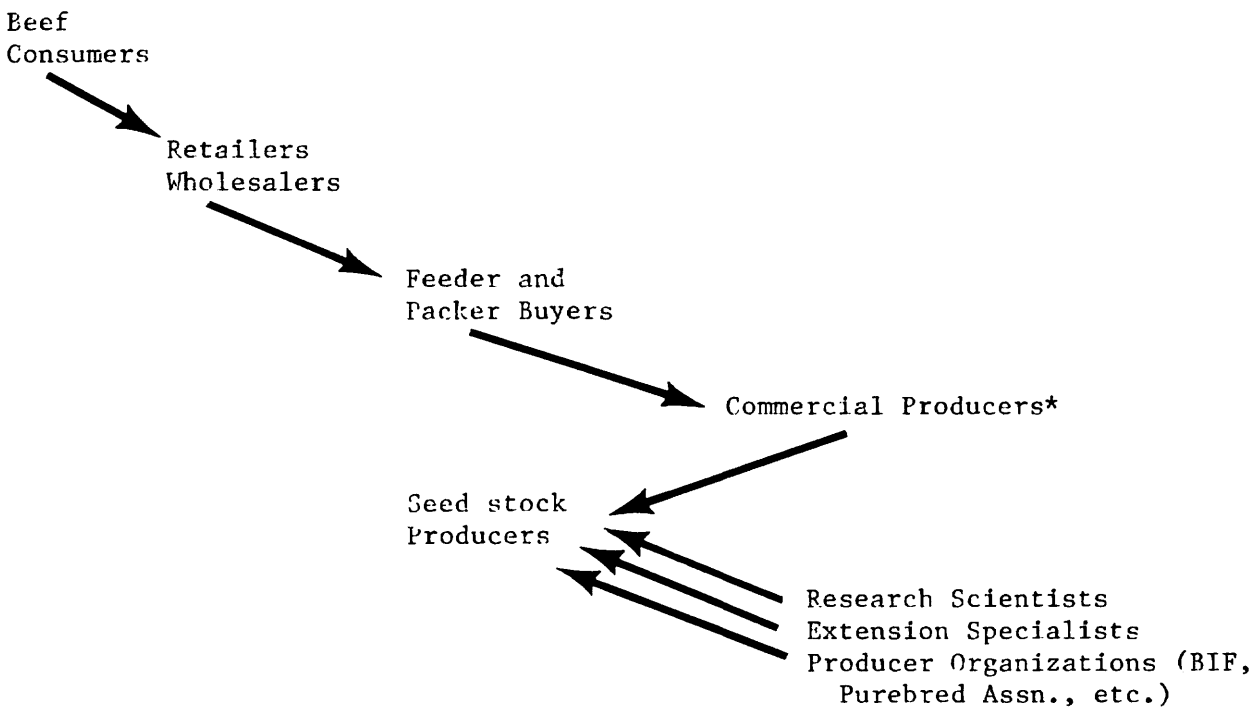 Beef
Consumers
Retailers
Wholesalers
Feeder and
Packer Buyers
Commercial Producers*
Seed stock
Producers
Research Scientists
Extension Specialists
Producer Organizations (BIF,
Purebred Assn., etc.)